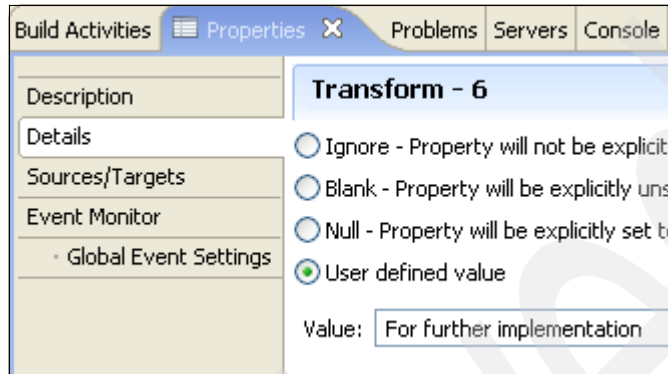 Build Activities Properties Problems Servers Console
Description
Details
Sources/Targets
Event Monitor
Global Event Settings
Transform - 6
Ignore - Property will not be explicit
Blank - Property will be explicitly uns
Null - Property will be explicitly set to
User defined value
Value: For further implementation